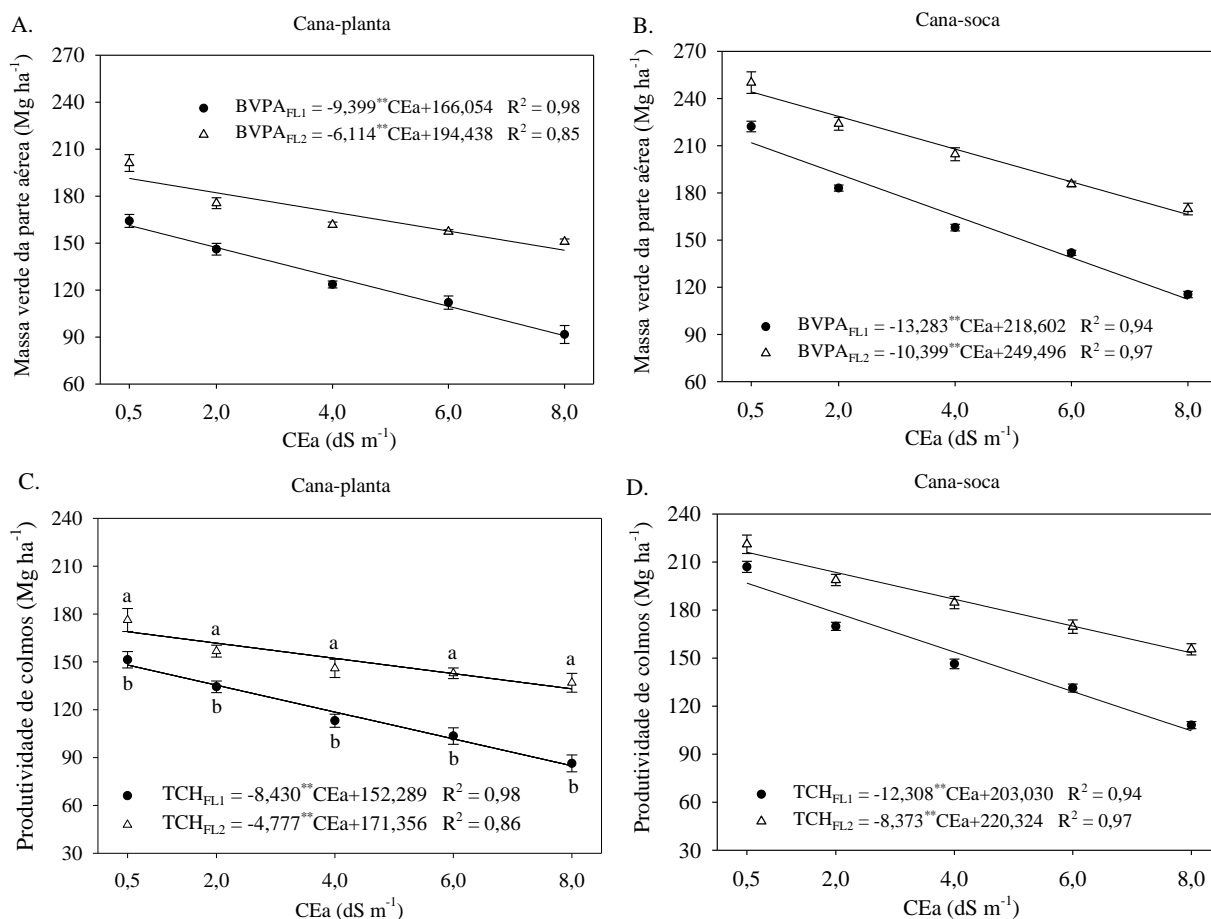 A.
Cana-planta
Massa verde da parte aérea (Mg ha⁻¹)
270
240
210
180
150
120
90
60
BVPA_FL1 = -9,399**CEa+166,054 R² = 0,98
BVPA_FL2 = -6,114**CEa+194,438 R² = 0,85
0,5 2,0 4,0 6,0 8,0
CEa (dS m⁻¹)
B.
Cana-soca
Massa verde da parte aérea (Mg ha⁻¹)
270
240
210
180
150
120
90
60
BVPA_FL1 = -13,283**CEa+218,602 R² = 0,94
BVPA_FL2 = -10,399**CEa+249,496 R² = 0,97
0,5 2,0 4,0 6,0 8,0
CEa (dS m⁻¹)
C.
Cana-planta
Produtividade de colmos (Mg ha⁻¹)
240
210
180
150
120
90
60
30
a a a a a
b b b b b
TCH_FL1 = -8,430**CEa+152,289 R² = 0,98
TCH_FL2 = -4,777**CEa+171,356 R² = 0,86
0,5 2,0 4,0 6,0 8,0
CEa (dS m⁻¹)
D.
Cana-soca
Produtividade de colmos (Mg ha⁻¹)
240
210
180
150
120
90
60
30
TCH_FL1 = -12,308**CEa+203,030 R² = 0,94
TCH_FL2 = -8,373**CEa+220,324 R² = 0,97
0,5 2,0 4,0 6,0 8,0
CEa (dS m⁻¹)